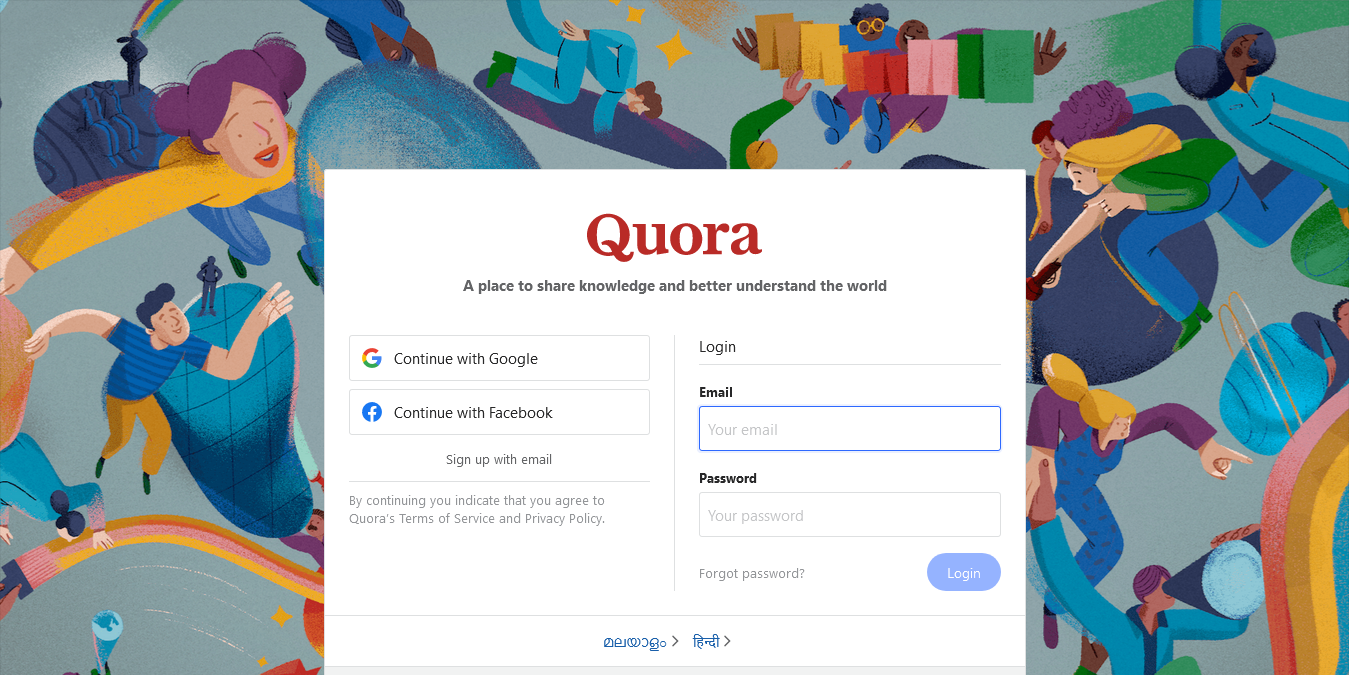 Quora
A place to share knowledge and better understand the world
Continue with Google
Continue with Facebook
Sign up with email
By continuing you indicate that you agree to
Quora's Terms of Service and Privacy Policy.
Login
Email
Your email
Password
Your password
Forgot password?
Login
മലയാളം हिन्दी